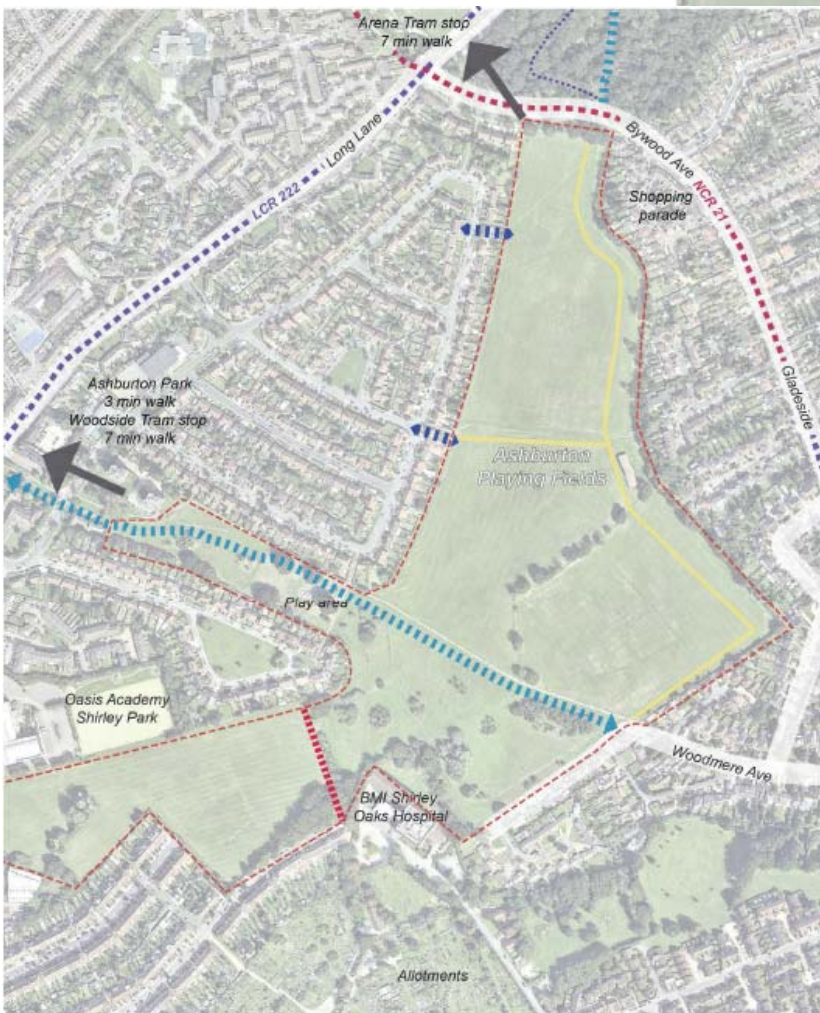 Arena Tram stop
7 min walk
LCR 222
Long Lane
Bywood Ave
NCR 21
Shopping
parade
Gladeside
Ashburton Park
3 min walk
Woodside Tram stop
7 min walk
Ashburton
Playing Fields
Play area
Oasis Academy
Shirley Park
Woodmere Ave
BMI Shirley
Oaks Hospital
Allotments